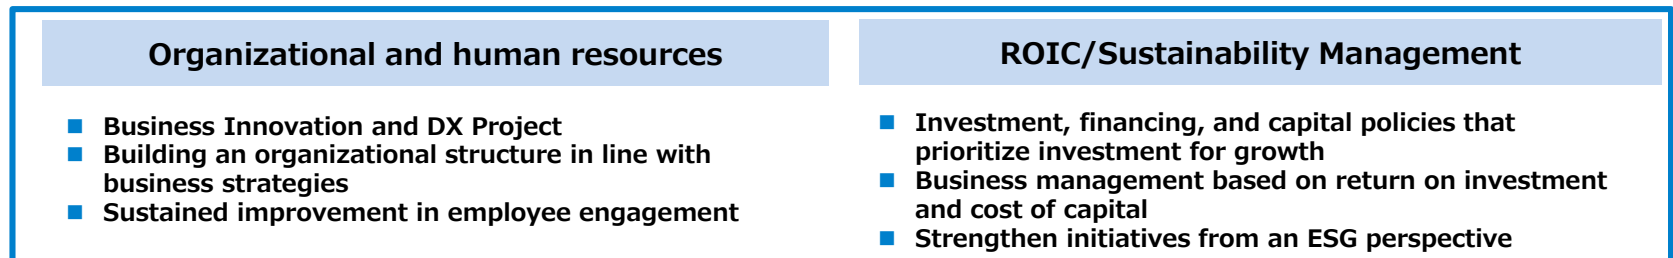 Organizational and human resources
■ Business Innovation and DX Project
■ Building an organizational structure in line with
business strategies
■ Sustained improvement in employee engagement
ROIC/Sustainability Management
■ Investment, financing, and capital policies that
prioritize investment for growth
■ Business management based on return on investment
and cost of capital
■ Strengthen initiatives from an ESG perspective